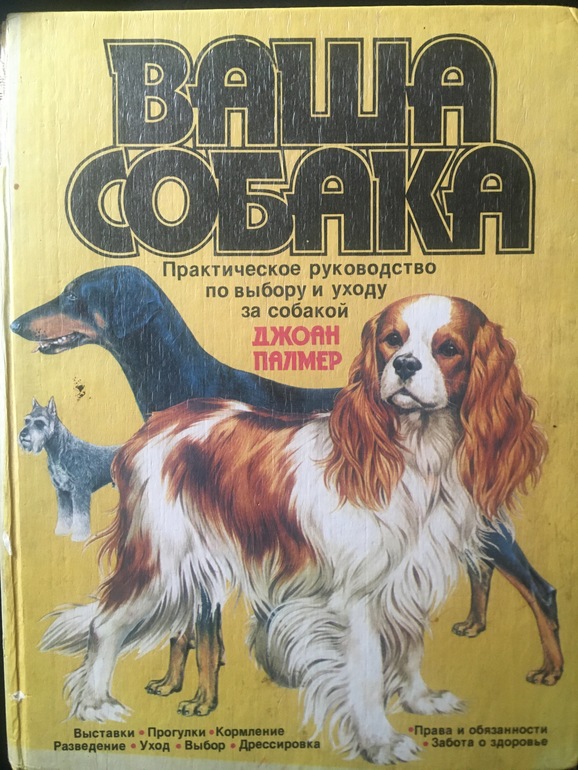 ВАША
СОБАКА
Практическое руководство
по выбору и уходу
за собакой
ДЖОАН
ПАЛМЕР
Выставки • Прогулки • Кормление
Разведение • Уход • Выбор • Дрессировка
• Права и обязанности
• Забота о здоровье